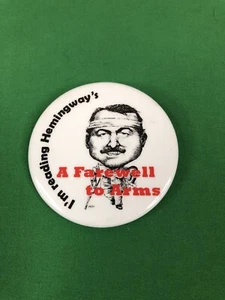 I'm reading Hemingway's
A Farewell
to Arms